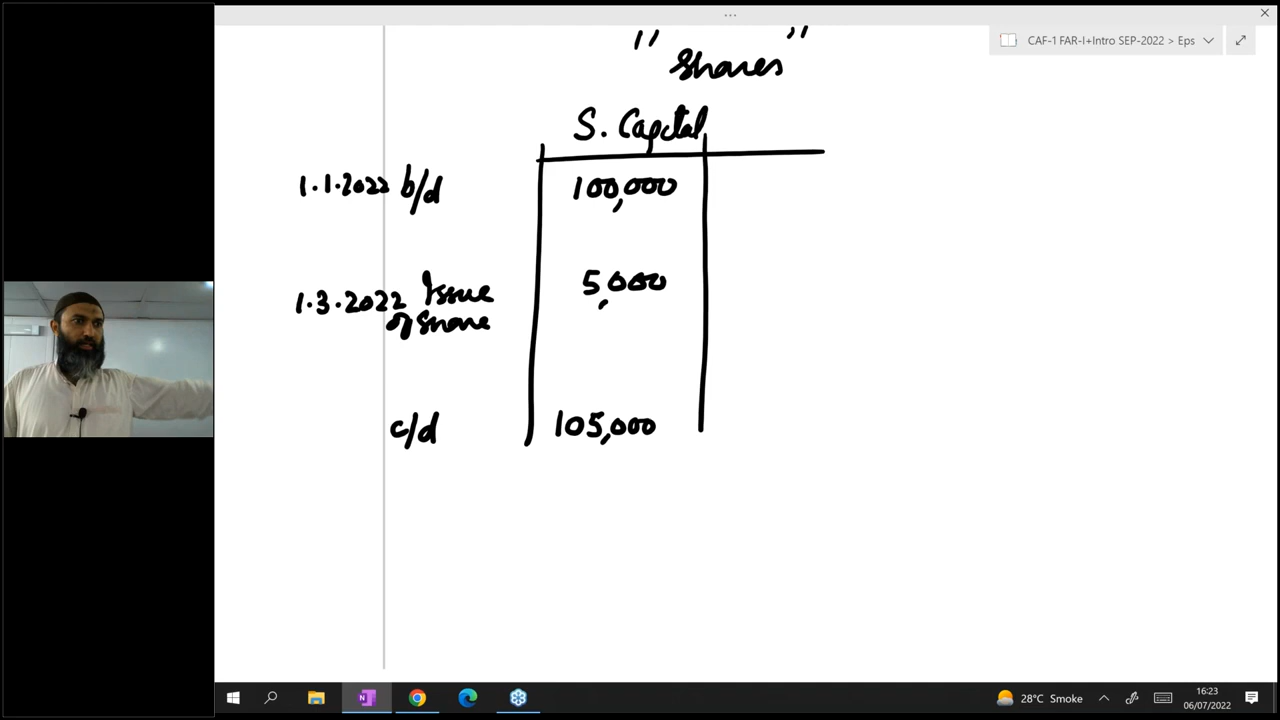 CAF-1 FAR-I+Intro SEP-2022 > Eps
" Shares "
S. Capital
1.1.2022 b/d 100,000
1.3.2022 Issue of Share 5,000
c/d 105,000
28°C Smoke
16:23
06/07/2022